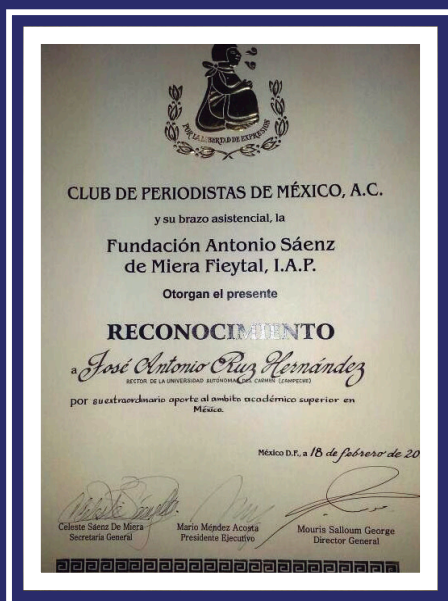 POR LA LIBERTAD DE EXPRESIÓN
CLUB DE PERIODISTAS DE MÉXICO, A.C.
y su brazo asistencial, la
Fundación Antonio Sáenz
de Miera Fieytal, I.A.P.
Otorgan el presente
RECONOCIMIENTO
a José Antonio Ruz Hernández
RECTOR DE LA UNIVERSIDAD AUTÓNOMA DEL CARMEN (CAMPECHE)
por su extraordinario aporte al ambito académico superior en
México.
México D.F., a 18 de febrero de 20
Celeste Sáenz De Miera
Secretaria General
Mario Méndez Acosta
Presidente Ejecutivo
Mouris Salloum George
Director General